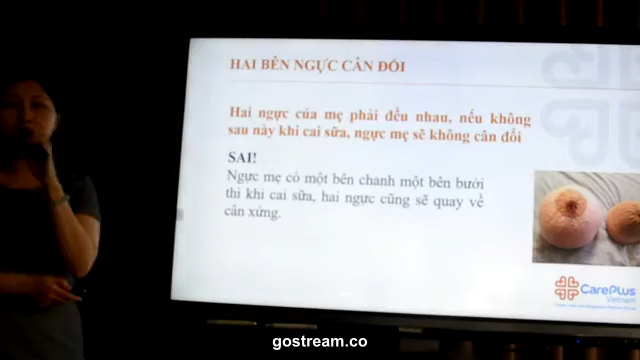 HAI BÊN NGỰC CÂN ĐỐI
Hai ngực của mẹ phải đều nhau, nếu không
sau này khi cai sữa, ngực mẹ sẽ không cân đối
SAI!
Ngực mẹ có một bên chanh một bên bưởi
thì khi cai sữa, hai ngực cũng sẽ quay về
cân xứng.
CarePlus
Vietnam
gostream.co